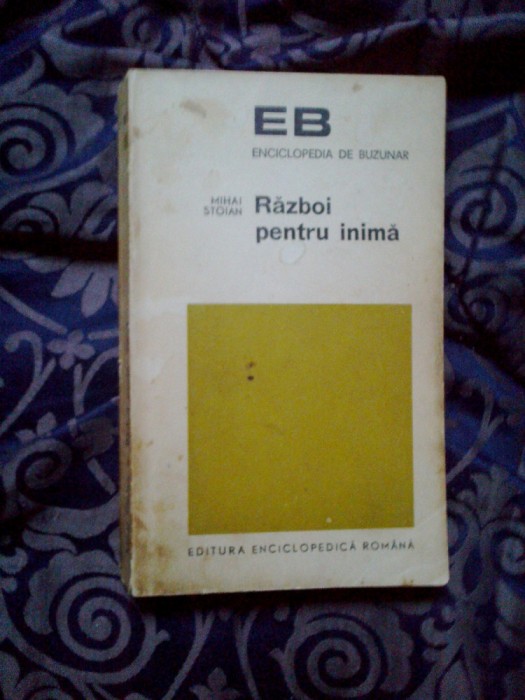 EB
ENCICLOPEDIA DE BUZUNAR
MIHAI
STOIAN
Război
pentru inimă
EDITURA ENCICLOPEDICĂ ROMÂNĂ